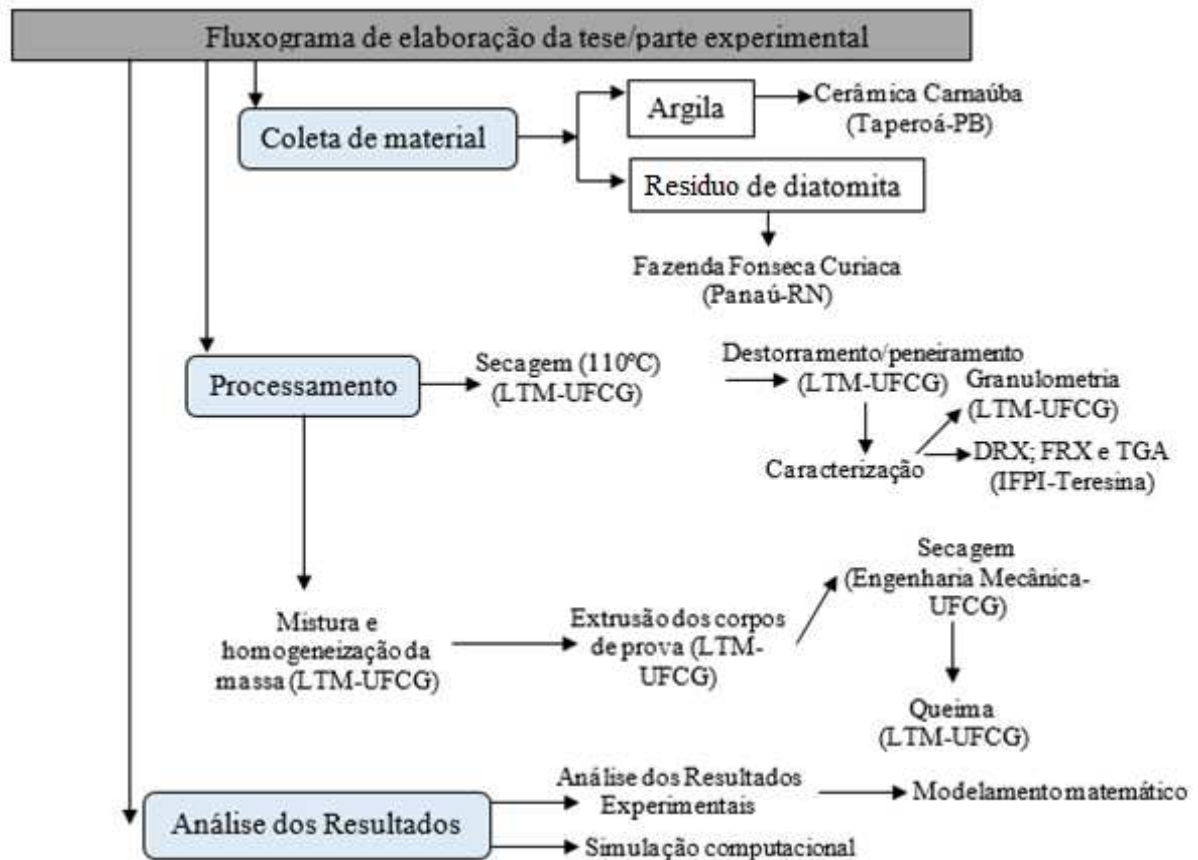 Fluxograma de elaboração da tese/parte experimental
Coleta de material
Argila
Cerâmica Carnaúba
(Taperoá-PB)
Resíduo de diatomita
Fazenda Fonseca Curiaca
(Panaú-RN)
Processamento
Secagem (110ºC)
(LTM-UFCG)
Destorramento/peneiramento
(LTM-UFCG)
Granulometria
(LTM-UFCG)
Caracterização
DRX; FRX e TGA
(IFPI-Teresina)
Mistura e
homogeneização da
massa (LTM-UFCG)
Extrusão dos corpos
de prova (LTM-
UFCG)
Secagem
(Engenharia Mecânica-
UFCG)
Queima
(LTM-UFCG)
Análise dos Resultados
Análise dos Resultados
Experimentais
Modelamento matemático
Simulação computacional